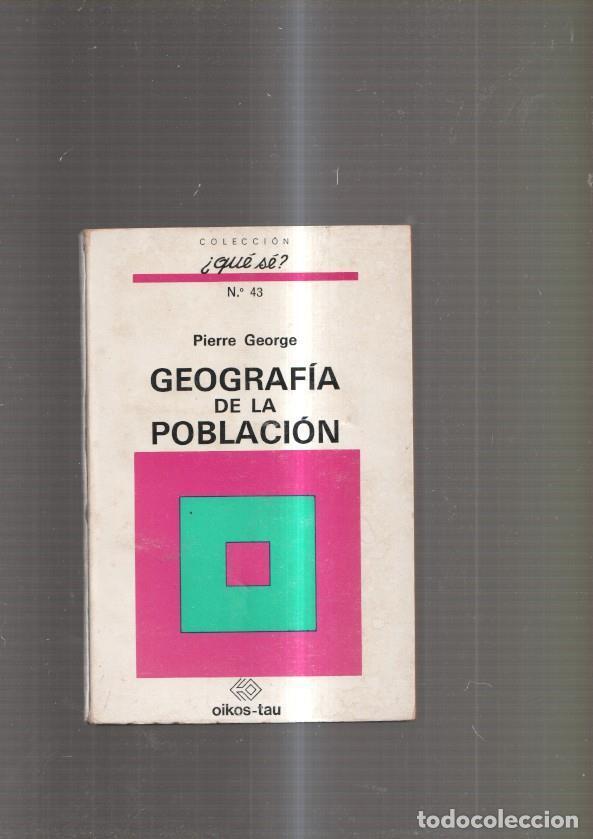 COLECCIÓN
¿qué sé?
N.º 43
Pierre George
GEOGRAFÍA
DE LA
POBLACIÓN
oikos-tau
todocoleccion